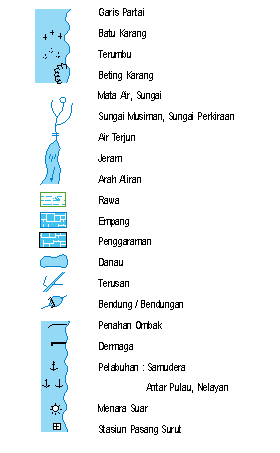 Garis Partai
Batu Karang
Terumbu
Beting Karang
Mata Air, Sungai
Sungai Musiman, Sungai Perkiraan
Air Terjun
Jeram
Arah Aliran
Rawa
Empang
Penggaraman
Danau
Terusan
Bendung / Bendungan
Penahan Ombak
Dermaga
Pelabuhan : Samudera
Antar Pulau, Nelayan
Menara Suar
Stasiun Pasang Surut